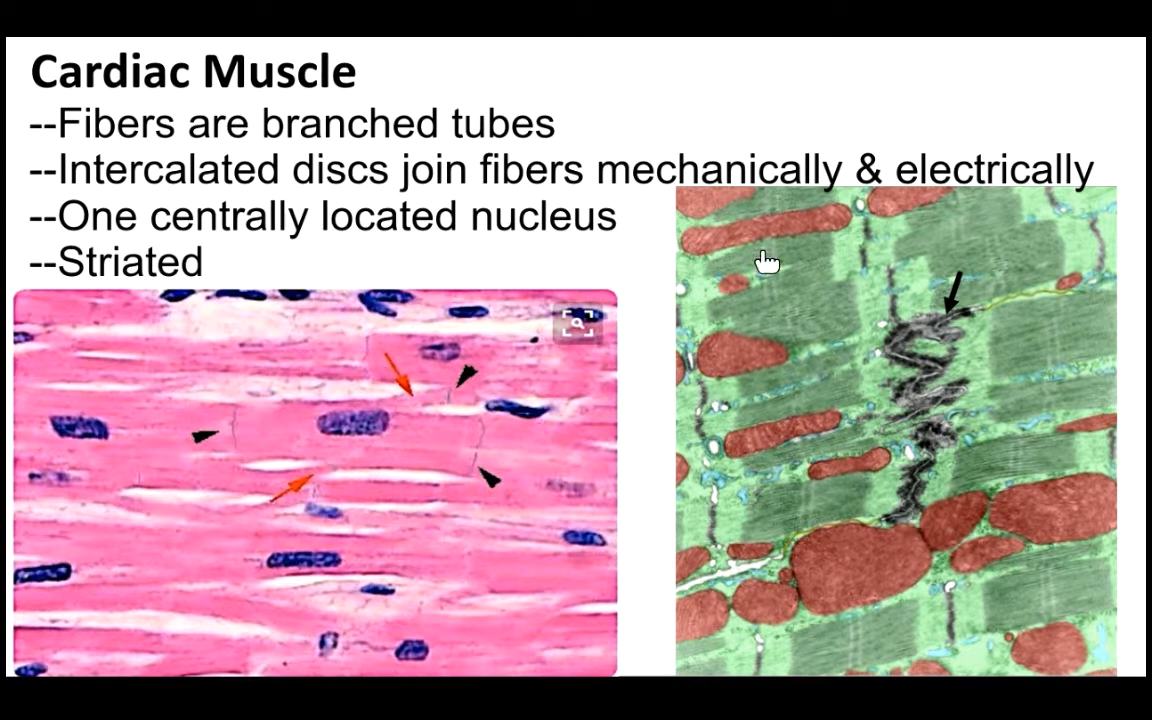 Cardiac Muscle
--Fibers are branched tubes
--Intercalated discs join fibers mechanically & electrically
--One centrally located nucleus
--Striated